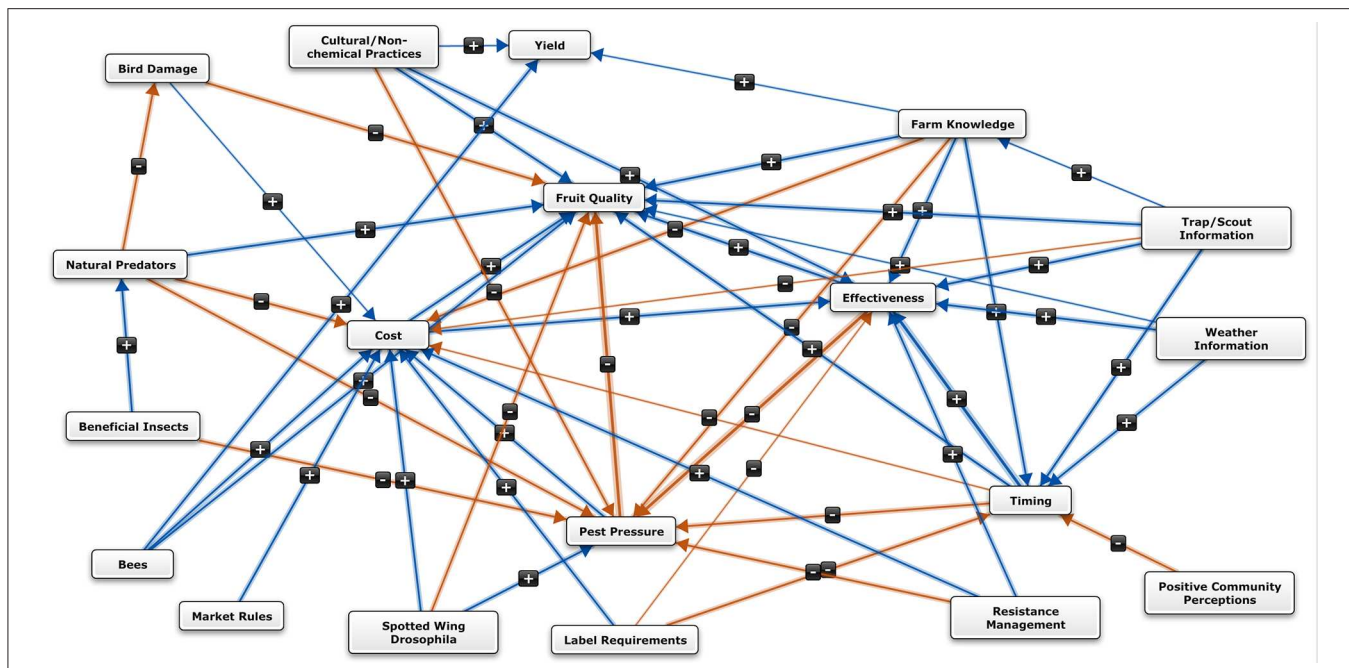 Cultural/Non-
chemical Practices
Yield
Bird Damage
Farm Knowledge
Fruit Quality
Trap/Scout
Information
Natural Predators
Effectiveness
Cost
Weather
Information
Beneficial Insects
Timing
Pest Pressure
Bees
Positive Community
Perceptions
Market Rules
Spotted Wing
Drosophila
Label Requirements
Resistance
Management
+
+
-
+
-
+
+
+
+
+
+
+
-
+
+
+
-
-
-
+
-
+
+
+
-
-
+
+
+
-
-
+
-
-
-
+
+
+
-
+
-
+
+
+
+
-
-
+
-
-